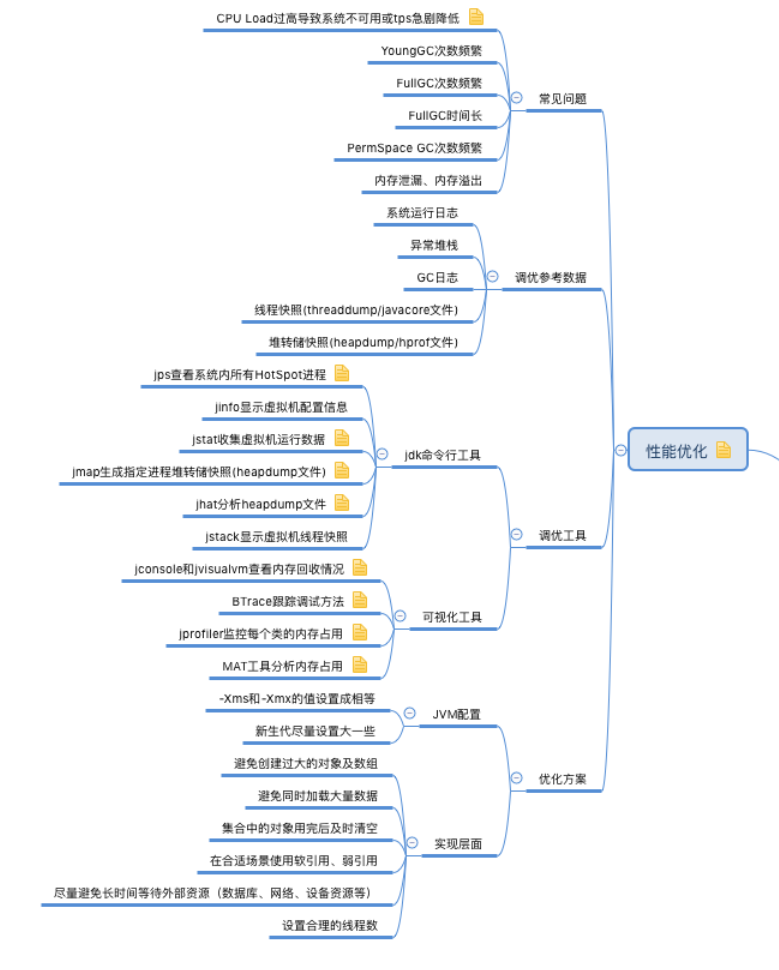 CPU Load过高导致系统不可用或tps急剧降低
YoungGC次数频繁
FullGC次数频繁
常见问题
FullGC时间长
PermSpace GC次数频繁
内存泄漏、内存溢出
系统运行日志
异常堆栈
GC日志
调优参考数据
线程快照(threaddump/javacore文件)
堆转储快照(heapdump/hprof文件)
jps查看系统内所有HotSpot进程
jinfo显示虚拟机配置信息
jstat收集虚拟机运行数据
jdk命令行工具
jmap生成指定进程堆转储快照(heapdump文件)
jhat分析heapdump文件
jstack显示虚拟机线程快照
性能优化
调优工具
jconsole和jvisualvm查看内存回收情况
BTrace跟踪调试方法
可视化工具
jprofiler监控每个类的内存占用
MAT工具分析内存占用
-Xms和-Xmx的值设置成相等
JVM配置
新生代尽量设置大一些
优化方案
避免创建过大的对象及数组
避免同时加载大量数据
集合中的对象用完后及时清空
实现层面
在合适场景使用软引用、弱引用
尽量避免长时间等待外部资源（数据库、网络、设备资源等）
设置合理的线程数